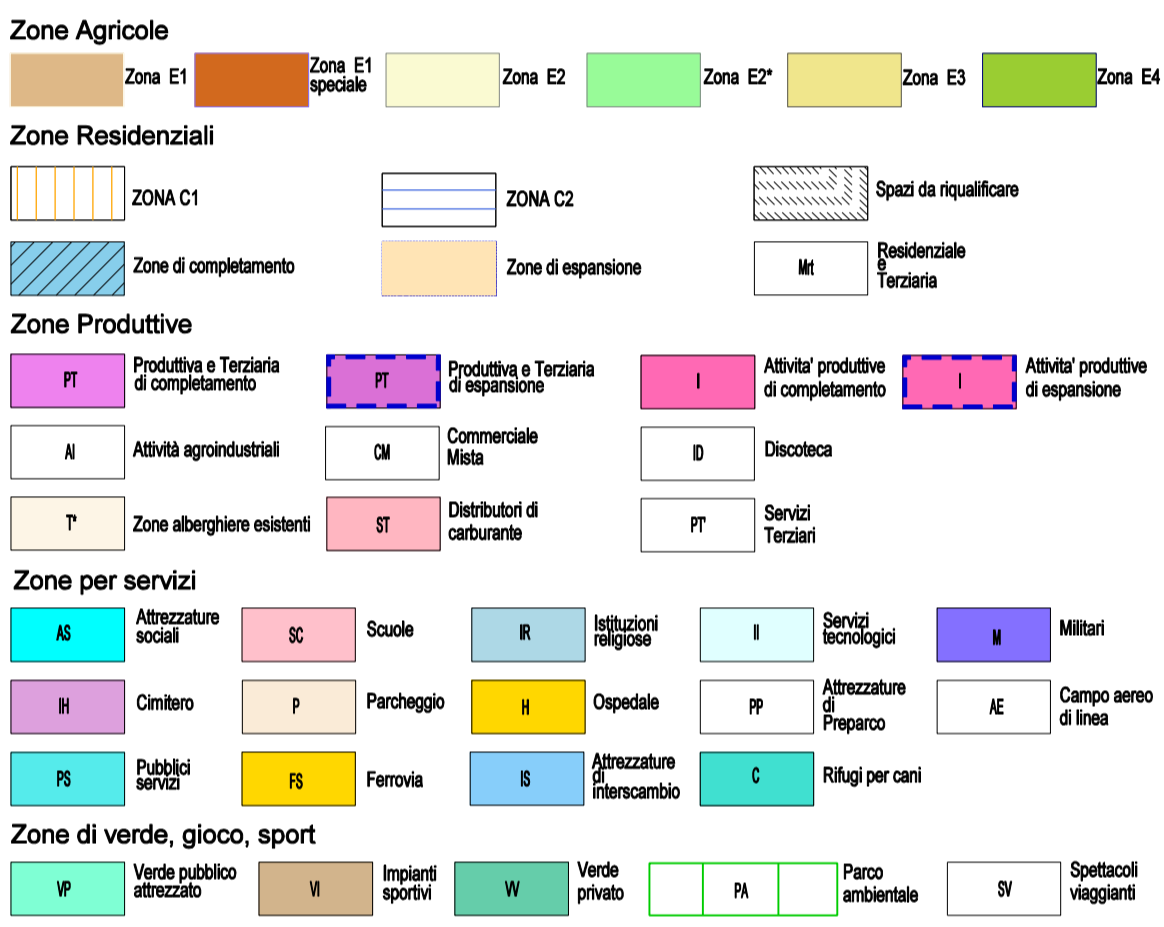 Zone Agricole
Zona E1
Zona E1
speciale
Zona E2
Zona E2*
Zona E3
Zona E4
Zone Residenziali
ZONA C1
ZONA C2
Spazi da riqualificare
Zone di completamento
Zone di espansione
Mrt
Residenziale
e
Terziaria
Zone Produttive
PT
Produttiva e Terziaria
di completamento
PT
Produttiva e Terziaria
di espansione
I
Attivita' produttive
di completamento
I
Attivita' produttive
di espansione
AI
Attività agroindustriali
CM
Commerciale
Mista
ID
Discoteca
T*
Zone alberghiere esistenti
ST
Distributori di
carburante
PT'
Servizi
Terziari
Zone per servizi
AS
Attrezzature
sociali
SC
Scuole
IR
Istituzioni
religiose
II
Servizi
tecnologici
M
Militari
IH
Cimitero
P
Parcheggio
H
Ospedale
PP
Attrezzature
di
Preparco
AE
Campo aereo
di linea
PS
Pubblici
servizi
FS
Ferrovia
IS
Attrezzature
di
interscambio
C
Rifugi per cani
Zone di verde, gioco, sport
VP
Verde pubblico
attrezzato
VI
Impianti
sportivi
VV
Verde
privato
PA
Parco
ambientale
SV
Spettacoli
viaggianti